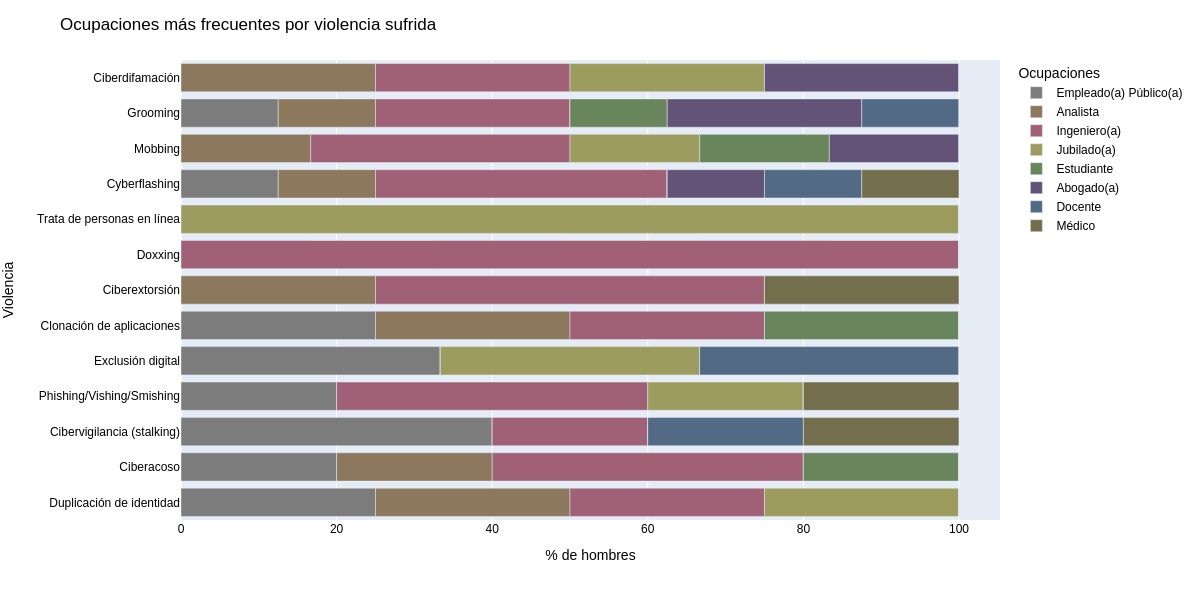 Ocupaciones más frecuentes por violencia sufrida
Violencia
Ciberdifamación
Grooming
Mobbing
Cyberflashing
Trata de personas en línea
Doxxing
Ciberextorsión
Clonación de aplicaciones
Exclusión digital
Phishing/Vishing/Smishing
Cibervigilancia (stalking)
Ciberacoso
Duplicación de identidad
0 20 40 60 80 100
% de hombres
Ocupaciones
Empleado(a) Público(a)
Analista
Ingeniero(a)
Jubilado(a)
Estudiante
Abogado(a)
Docente
Médico